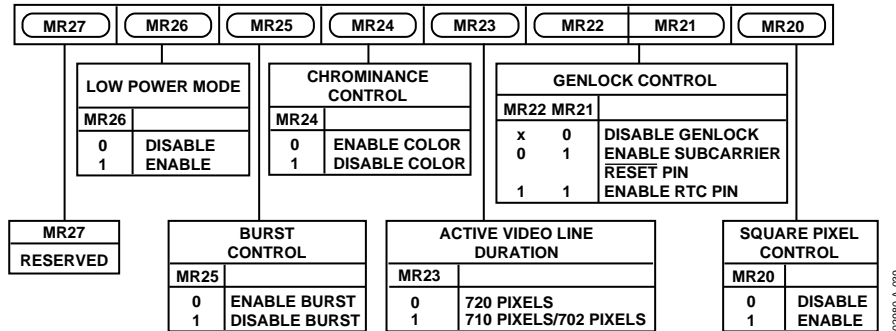 MR27 MR26 MR25 MR24 MR23 MR22 MR21 MR20
LOW POWER MODE
MR26
0 DISABLE
1 ENABLE
CHROMINANCE
CONTROL
MR24
0 ENABLE COLOR
1 DISABLE COLOR
GENLOCK CONTROL
MR22 MR21
x 0 DISABLE GENLOCK
0 1 ENABLE SUBCARRIER
RESET PIN
1 1 ENABLE RTC PIN
MR27
RESERVED
BURST
CONTROL
MR25
0 ENABLE BURST
1 DISABLE BURST
ACTIVE VIDEO LINE
DURATION
MR23
0 720 PIXELS
1 710 PIXELS/702 PIXELS
SQUARE PIXEL
CONTROL
MR20
0 DISABLE
1 ENABLE